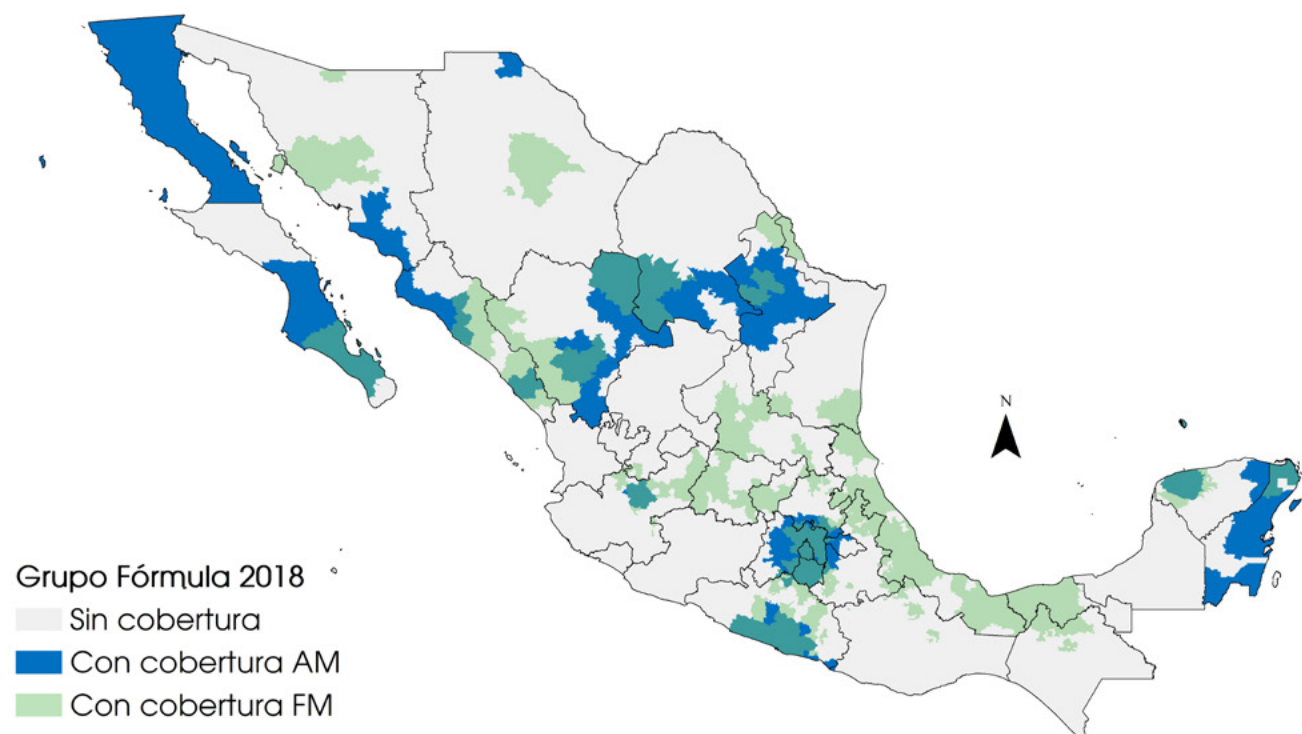 N
Grupo Fórmula 2018
Sin cobertura
Con cobertura AM
Con cobertura FM